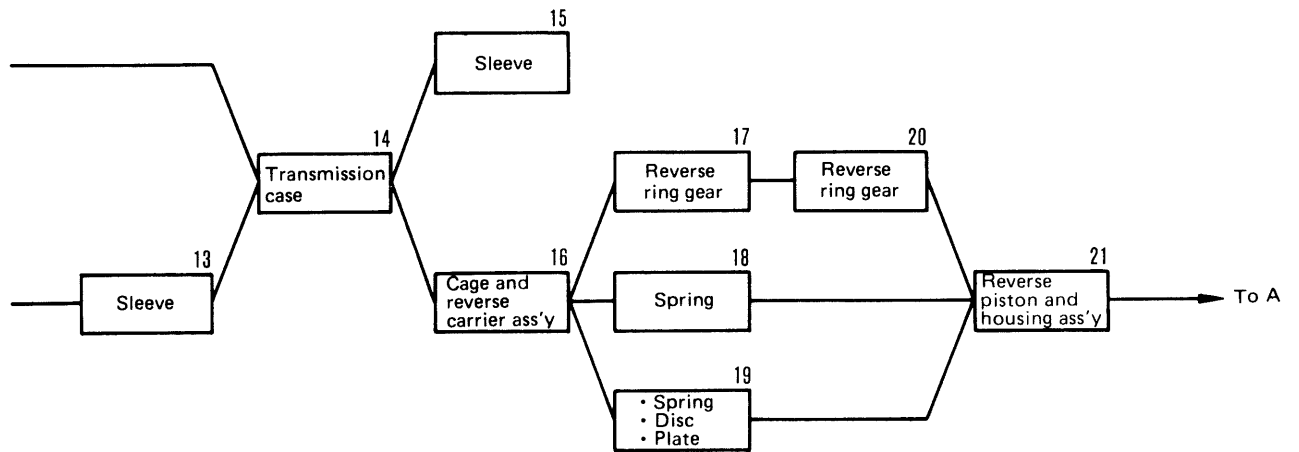 15
Sleeve
14
Transmission
case
17
Reverse
ring gear
20
Reverse
ring gear
13
Sleeve
16
Cage and
reverse
carrier ass'y
18
Spring
21
Reverse
piston and
housing ass'y
To A
19
· Spring
· Disc
· Plate